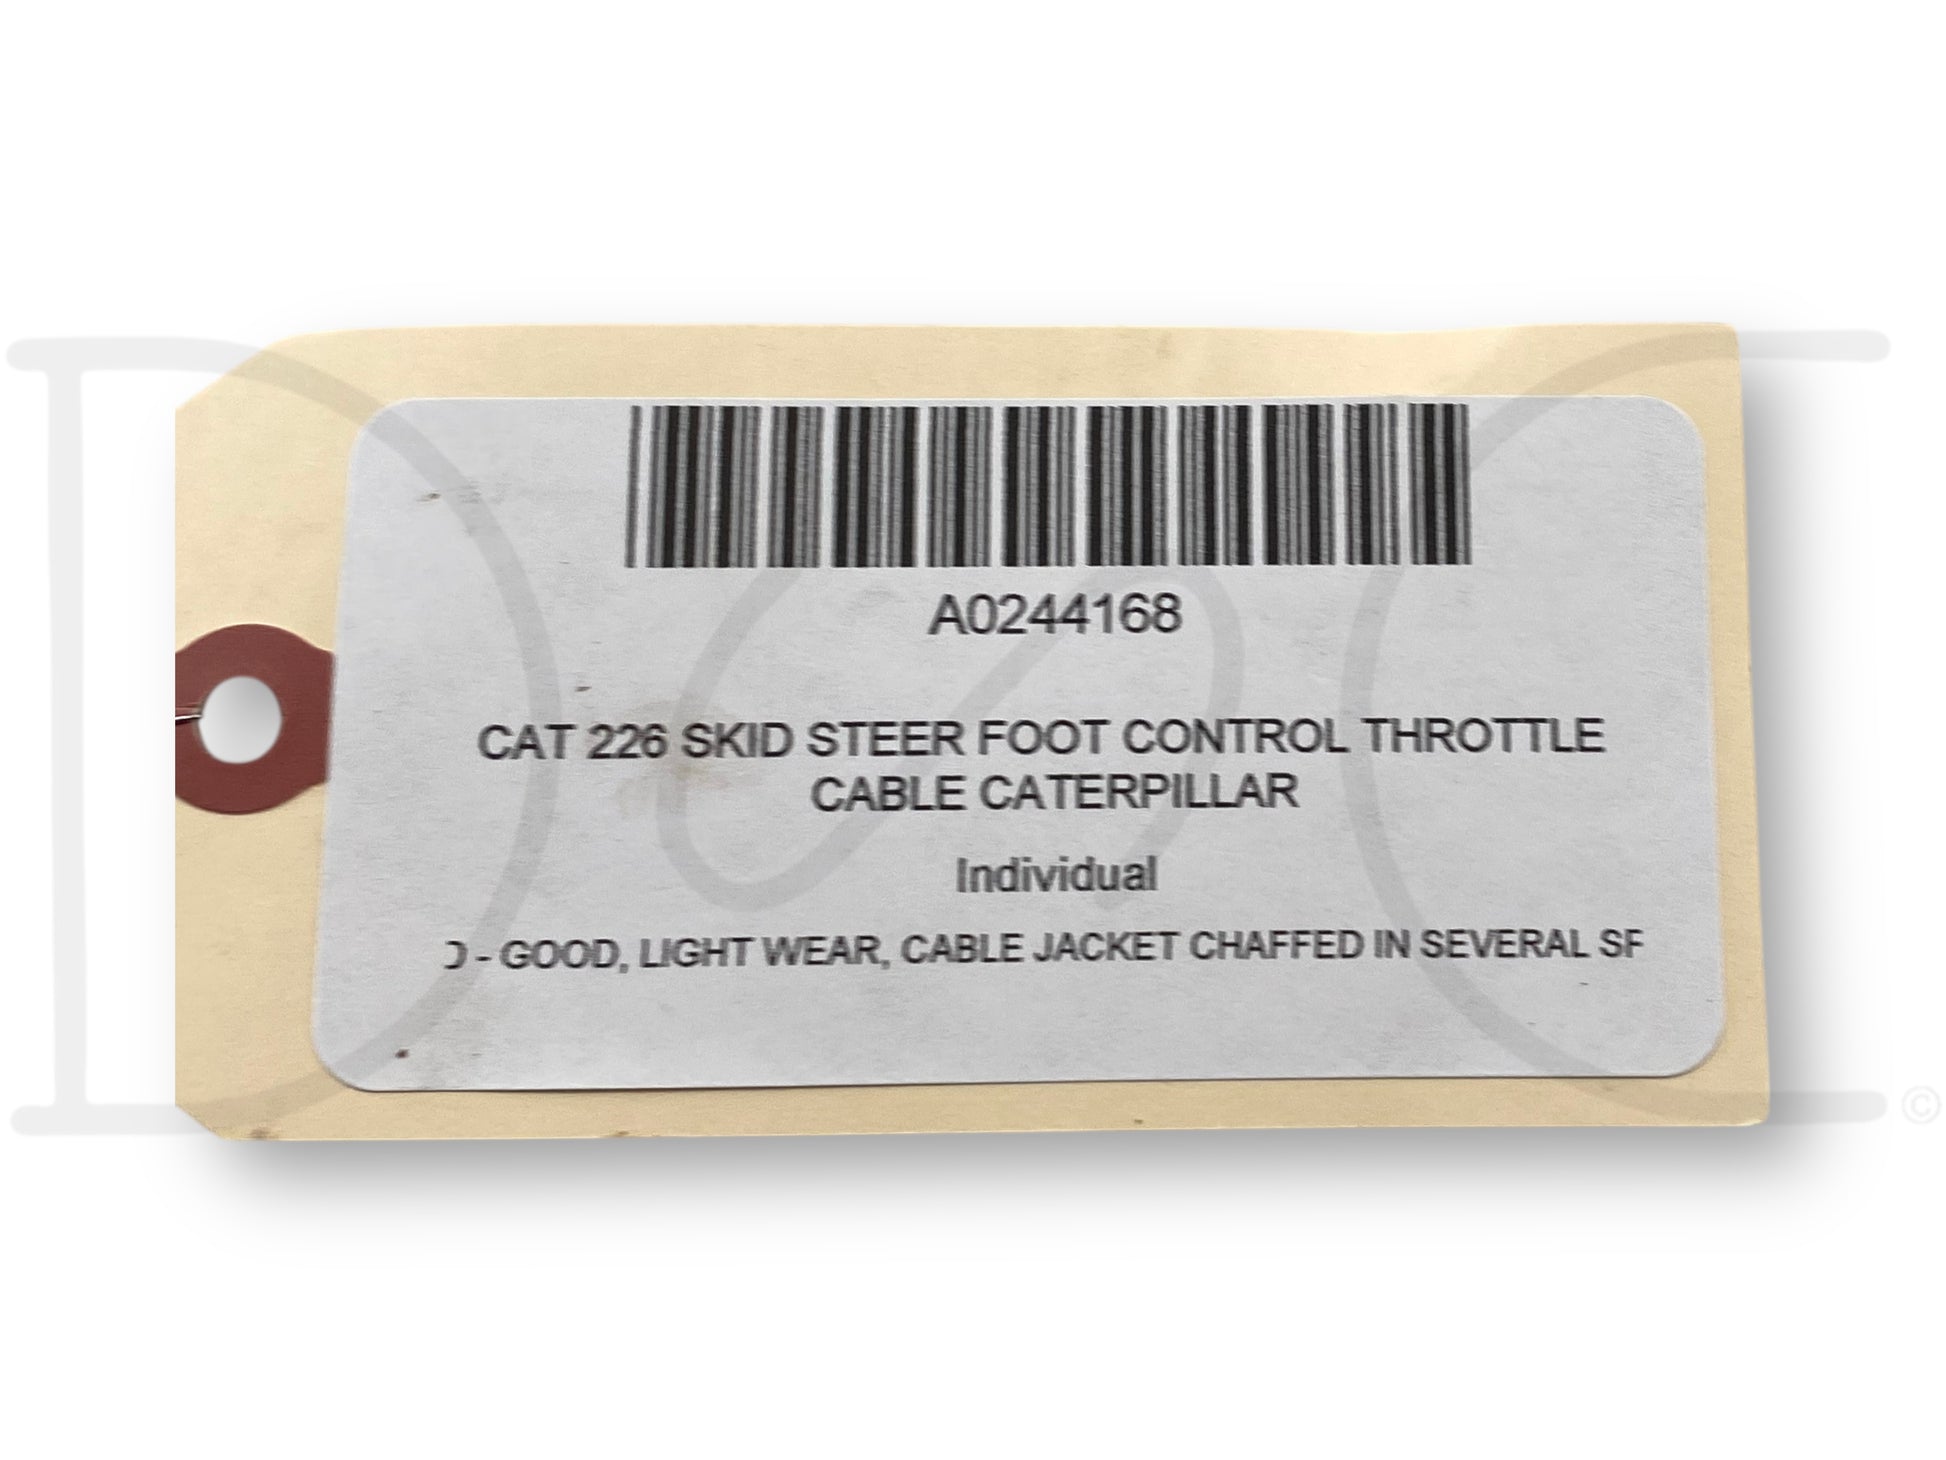 A0244168
CAT 226 SKID STEER FOOT CONTROL THROTTLE
CABLE CATERPILLAR
Individual
- GOOD, LIGHT WEAR, CABLE JACKET CHAFFED IN SEVERAL
©